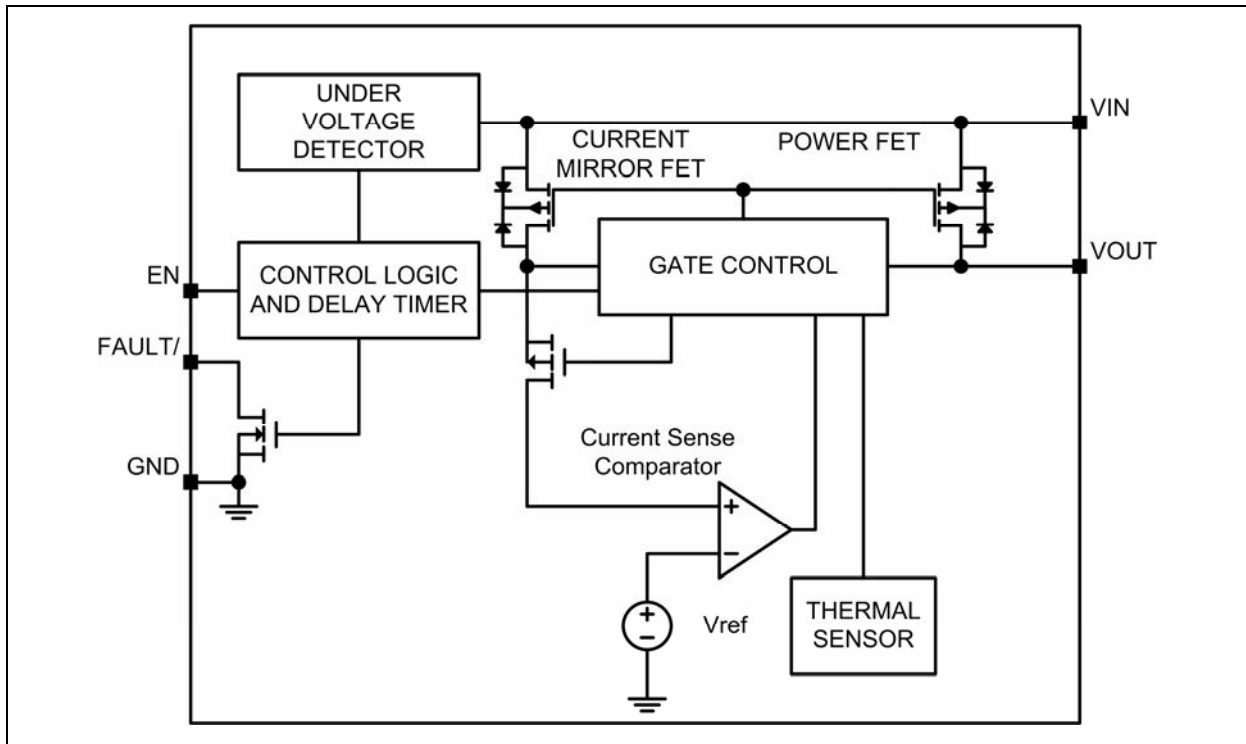 UNDER
VOLTAGE
DETECTOR
VIN
CURRENT
MIRROR FET
POWER FET
EN
CONTROL LOGIC
AND DELAY TIMER
GATE CONTROL
VOUT
FAULT/
GND
Current Sense
Comparator
+
−
+
−
Vref
THERMAL
SENSOR